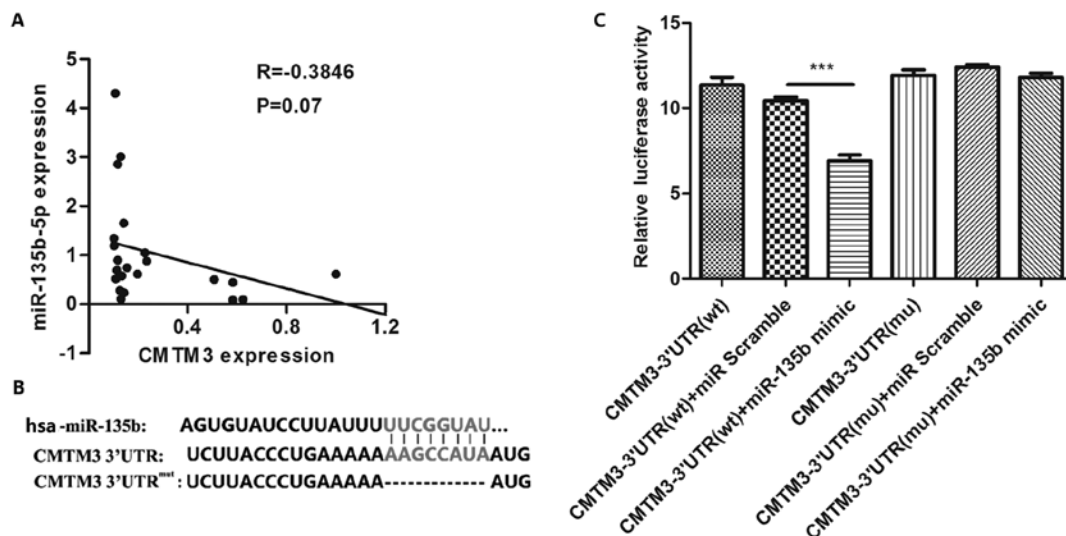 A
R=-0.3846
P=0.07
miR-135b-5p expression
5
4
3
2
1
0
-1
0.4
0.8
1.2
CMTM3 expression
B
hsa -miR-135b: AGUGUAUCCUUAUUUUUCGGUAU...
CMTM3 3'UTR: UCUUACCCUGAAAAAAAGCCAUAAUG
CMTM3 3'UTRmut : UCUUACCCUGAAAAA-------------AUG
C
Relative luciferase activity
15
10
5
0
***
CMTM3-3'UTR(wt)
CMTM3-3'UTR(wt)+miR Scramble
CMTM3-3'UTR(wt)+miR-135b mimic
CMTM3-3'UTR(mu)
CMTM3-3'UTR(mu)+miR Scramble
CMTM3-3'UTR(mu)+miR-135b mimic